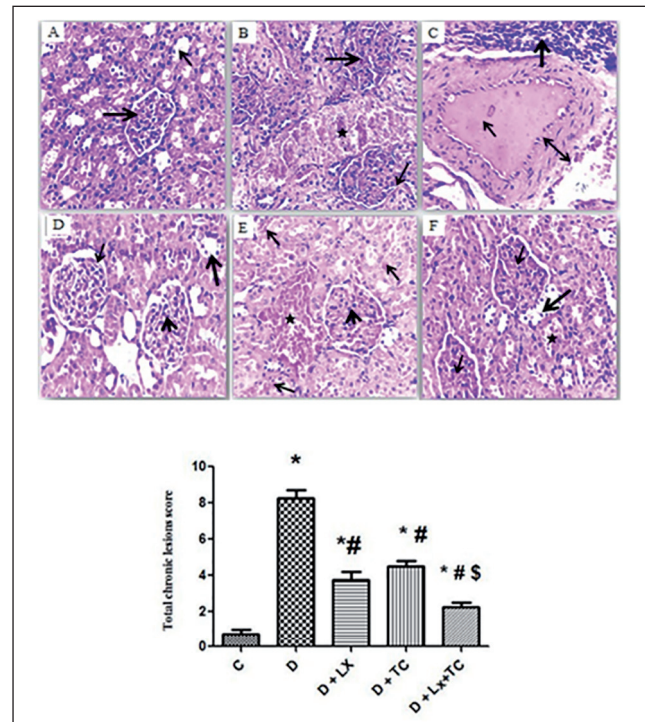 A B C
D E F
Total chronic lesions score
10
8
6
4
2
0
*
*#
* #
* # $
C
D
D + LX
D + TC
D + Lx+TC